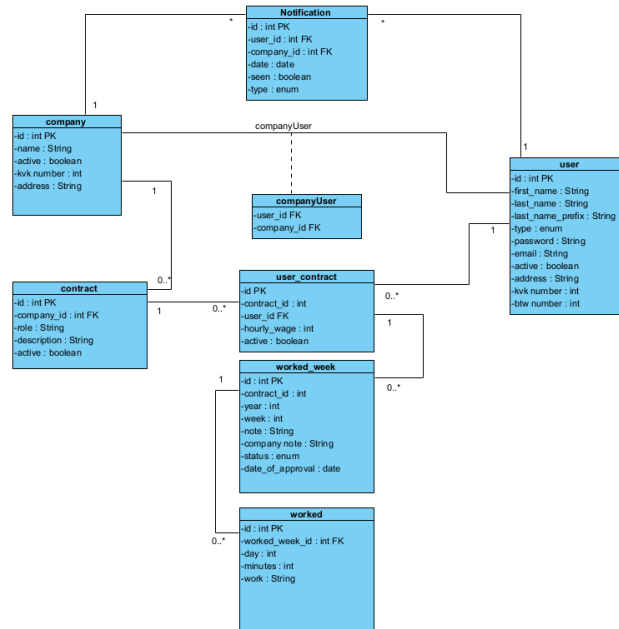 Notification
-id : int PK
-user_id : int FK
-company_id : int FK
-date : date
-seen : boolean
-type : enum
*
*
1
1
company
-id : int PK
-name : String
-active : boolean
-kvk number : int
-address : String
companyUser
companyUser
-user_id FK
-company_id FK
user
-id : int PK
-first_name : String
-last_name : String
-last_name_prefix : String
-type : enum
-password : String
-email : String
-active : boolean
-address : String
-kvk number : int
-btw number : int
1
1
0..*
0..*
contract
-id : int PK
-company_id : int FK
-role : String
-description : String
-active : boolean
1
0..*
user_contract
-id PK
-contract_id : int
-user_id FK
-hourly_wage : int
-active : boolean
1
0..*
worked_week
-id : int PK
-contract_id : int
-year : int
-week : int
-note : String
-company note : String
-status : enum
-date_of_approval : date
1
0..*
worked
-id : int PK
-worked_week_id : int FK
-day : int
-minutes : int
-work : String